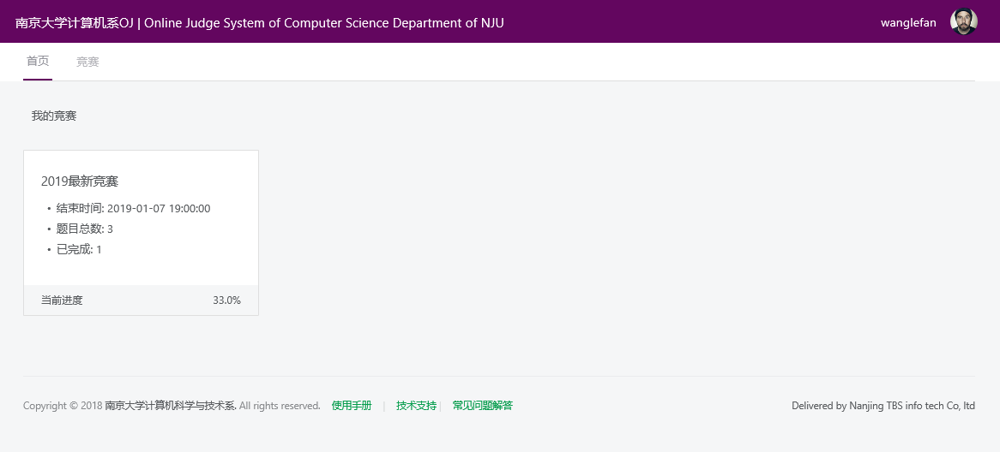 南京大学计算机系OJ | Online Judge System of Computer Science Department of NJU
wanglefan
首页 竞赛
我的竞赛
2019最新竞赛
• 结束时间: 2019-01-07 19:00:00
• 题目总数: 3
• 已完成: 1
当前进度 33.0%
Copyright © 2018 南京大学计算机科学与技术系. All rights reserved. 使用手册 | 技术支持 | 常见问题解答 Delivered by Nanjing TBS info tech Co, ltd